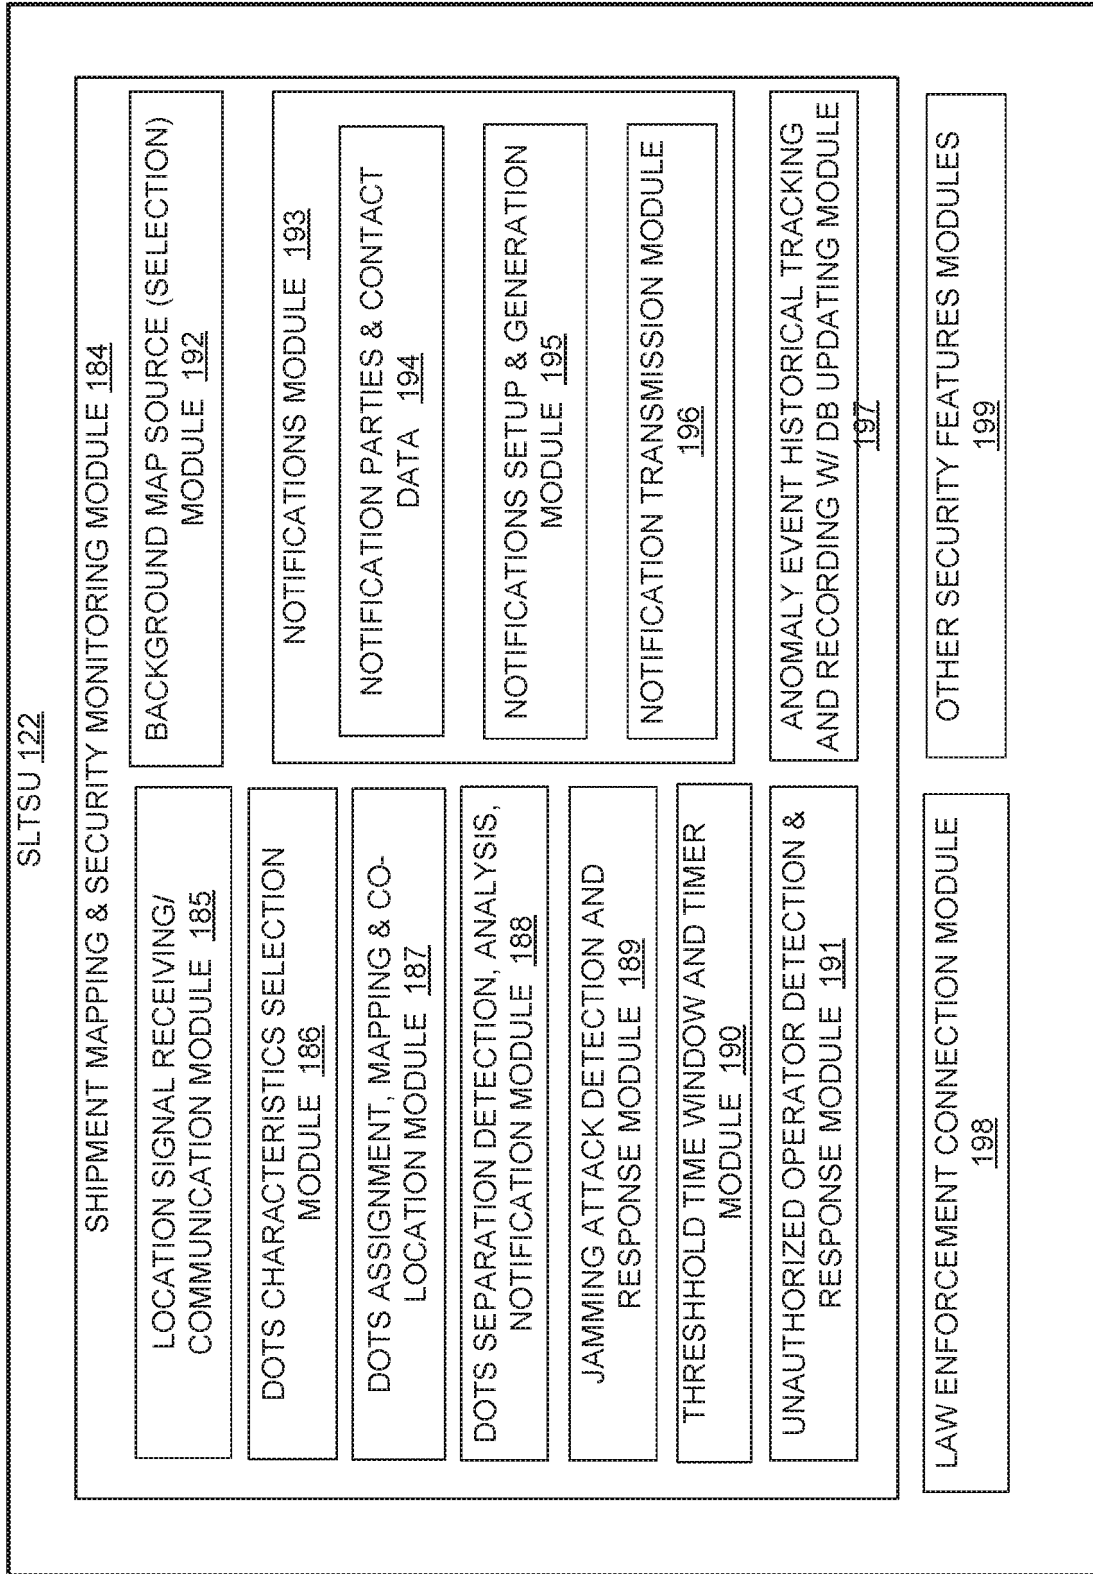 SLTSU 122
SHIPMENT MAPPING & SECURITY MONITORING MODULE 184
LOCATION SIGNAL RECEIVING/
COMMUNICATION MODULE 185
DOTS CHARACTERISTICS SELECTION
MODULE 186
DOTS ASSIGNMENT, MAPPING & CO-
LOCATION MODULE 187
DOTS SEPARATION DETECTION, ANALYSIS,
NOTIFICATION MODULE 188
JAMMING ATTACK DETECTION AND
RESPONSE MODULE 189
THRESHHOLD TIME WINDOW AND TIMER
MODULE 190
UNAUTHORIZED OPERATOR DETECTION &
RESPONSE MODULE 191
BACKGROUND MAP SOURCE (SELECTION)
MODULE 192
NOTIFICATIONS MODULE 193
NOTIFICATION PARTIES & CONTACT
DATA 194
NOTIFICATIONS SETUP & GENERATION
MODULE 195
NOTIFICATION TRANSMISSION MODULE
196
ANOMALY EVENT HISTORICAL TRACKING
AND RECORDING W/ DB UPDATING MODULE
197
LAW ENFORCEMENT CONNECTION MODULE
198
OTHER SECURITY FEATURES MODULES
199